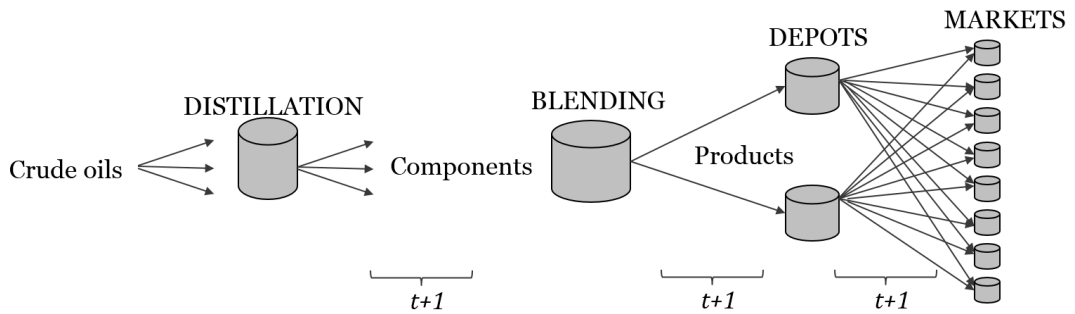 MARKETS
DEPOTS
DISTILLATION
BLENDING
Crude oils
Components
Products
t+1
t+1
t+1